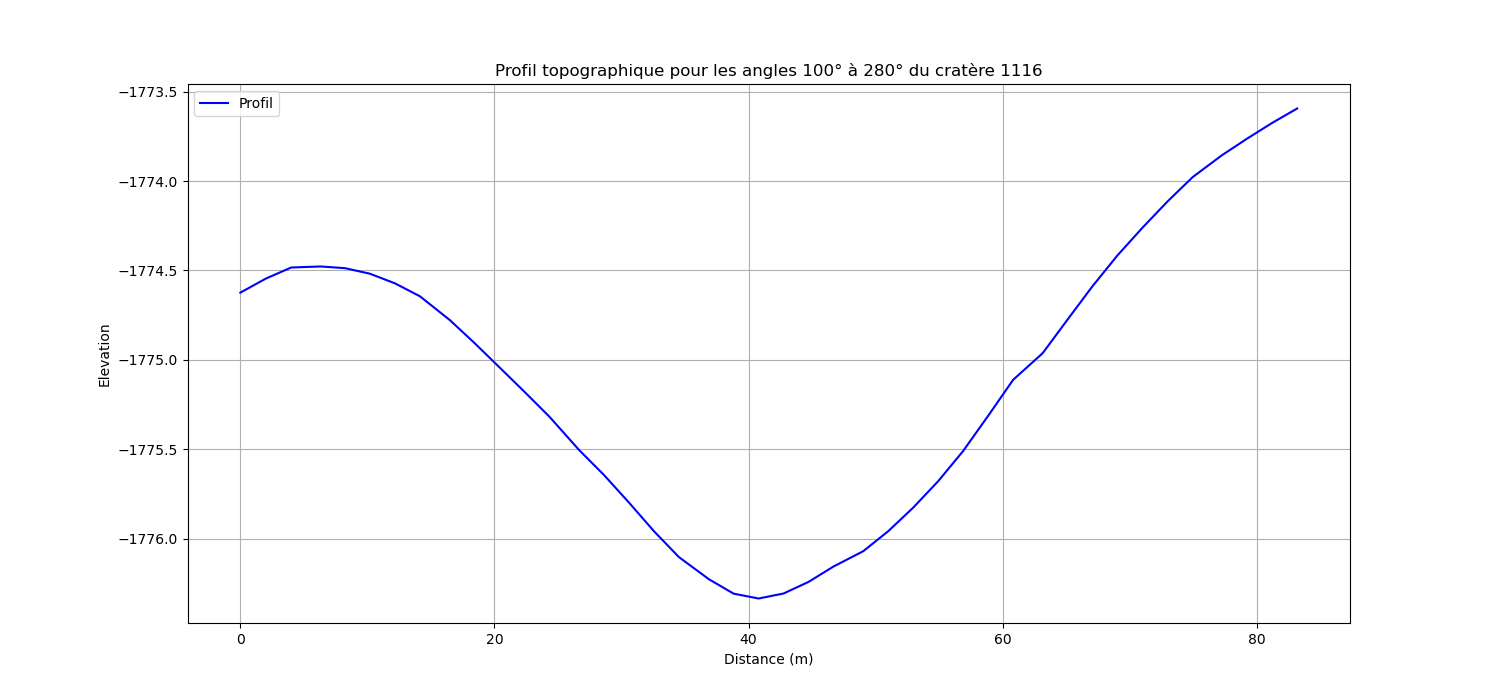 Profil topographique pour les angles 100° à 280° du cratère 1116
Profil
−1773.5
−1774.0
−1774.5
−1775.0
−1775.5
−1776.0
Elevation
0 20 40 60 80
Distance (m)